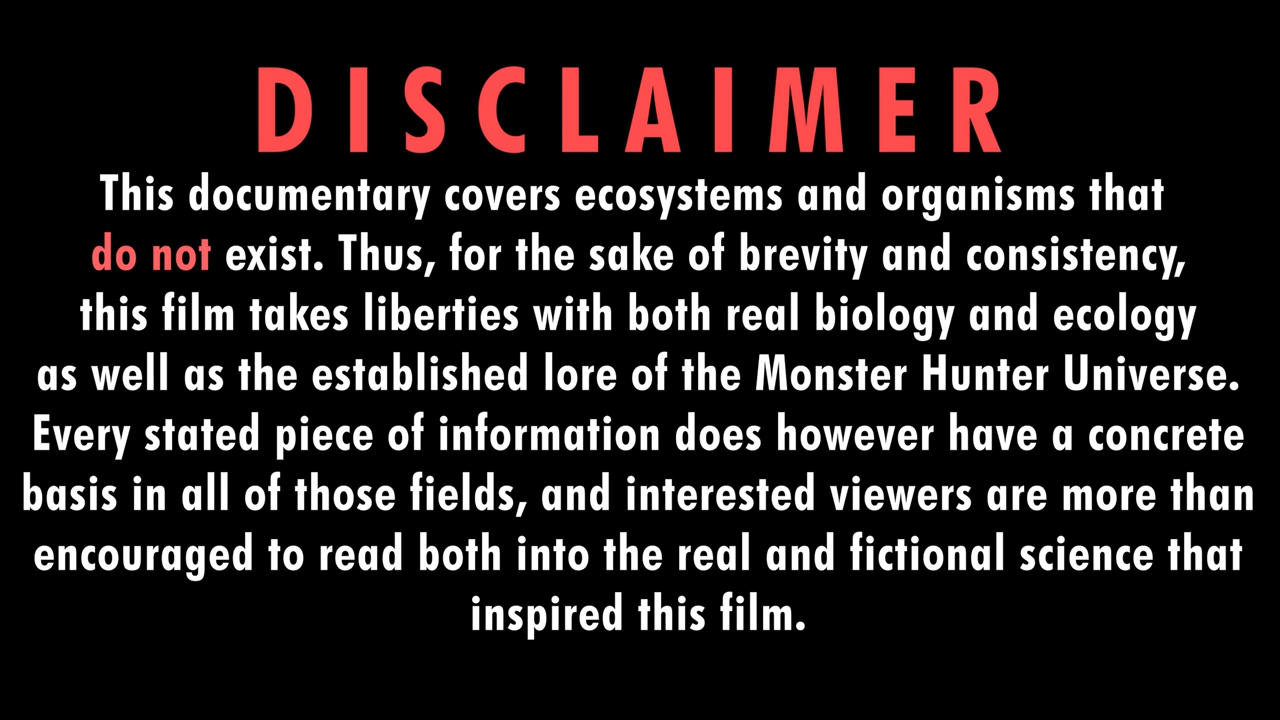 DISCLAIMER
This documentary covers ecosystems and organisms that
do not exist. Thus, for the sake of brevity and consistency,
this film takes liberties with both real biology and ecology
as well as the established lore of the Monster Hunter Universe.
Every stated piece of information does however have a concrete
basis in all of those fields, and interested viewers are more than
encouraged to read both into the real and fictional science that
inspired this film.